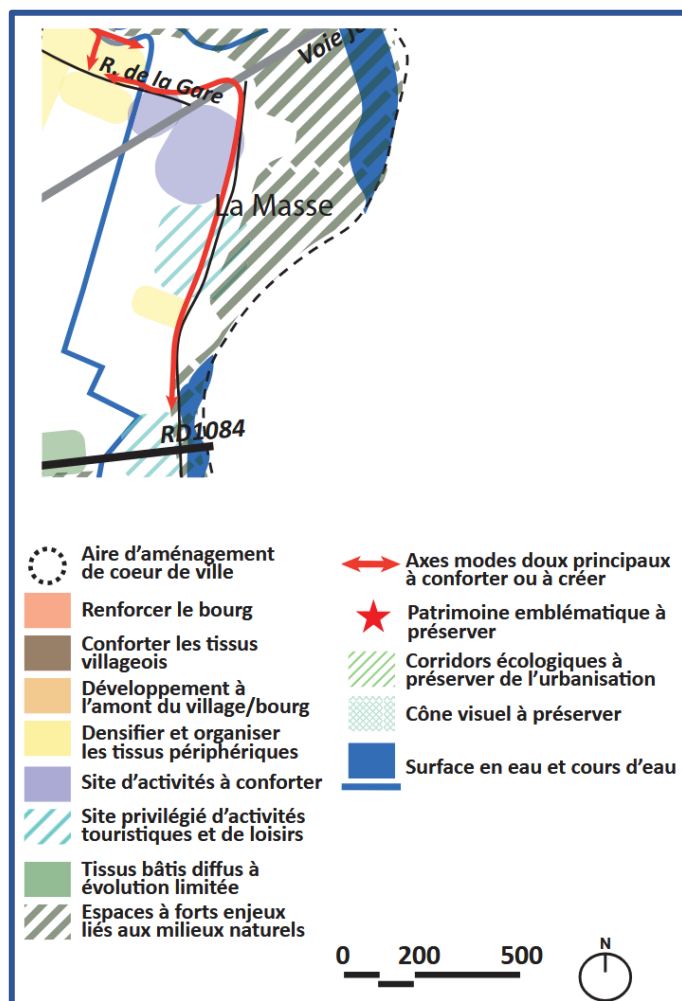 Voie
R. de la Gare
La Masse
RD1084
Aire d’aménagement
de coeur de ville
Renforcer le bourg
Conforter les tissus
villageois
Développement à
l’amont du village/bourg
Densifier et organiser
les tissus périphériques
Site d’activités à conforter
Site privilégié d’activités
touristiques et de loisirs
Tissus bâtis diffus à
évolution limitée
Espaces à forts enjeux
liés aux milieux naturels
Axes modes doux principaux
à conforter ou à créer
Patrimoine emblématique à
préserver
Corridors écologiques à
préserver de l’urbanisation
Cône visuel à préserver
Surface en eau et cours d’eau
0 200 500
N